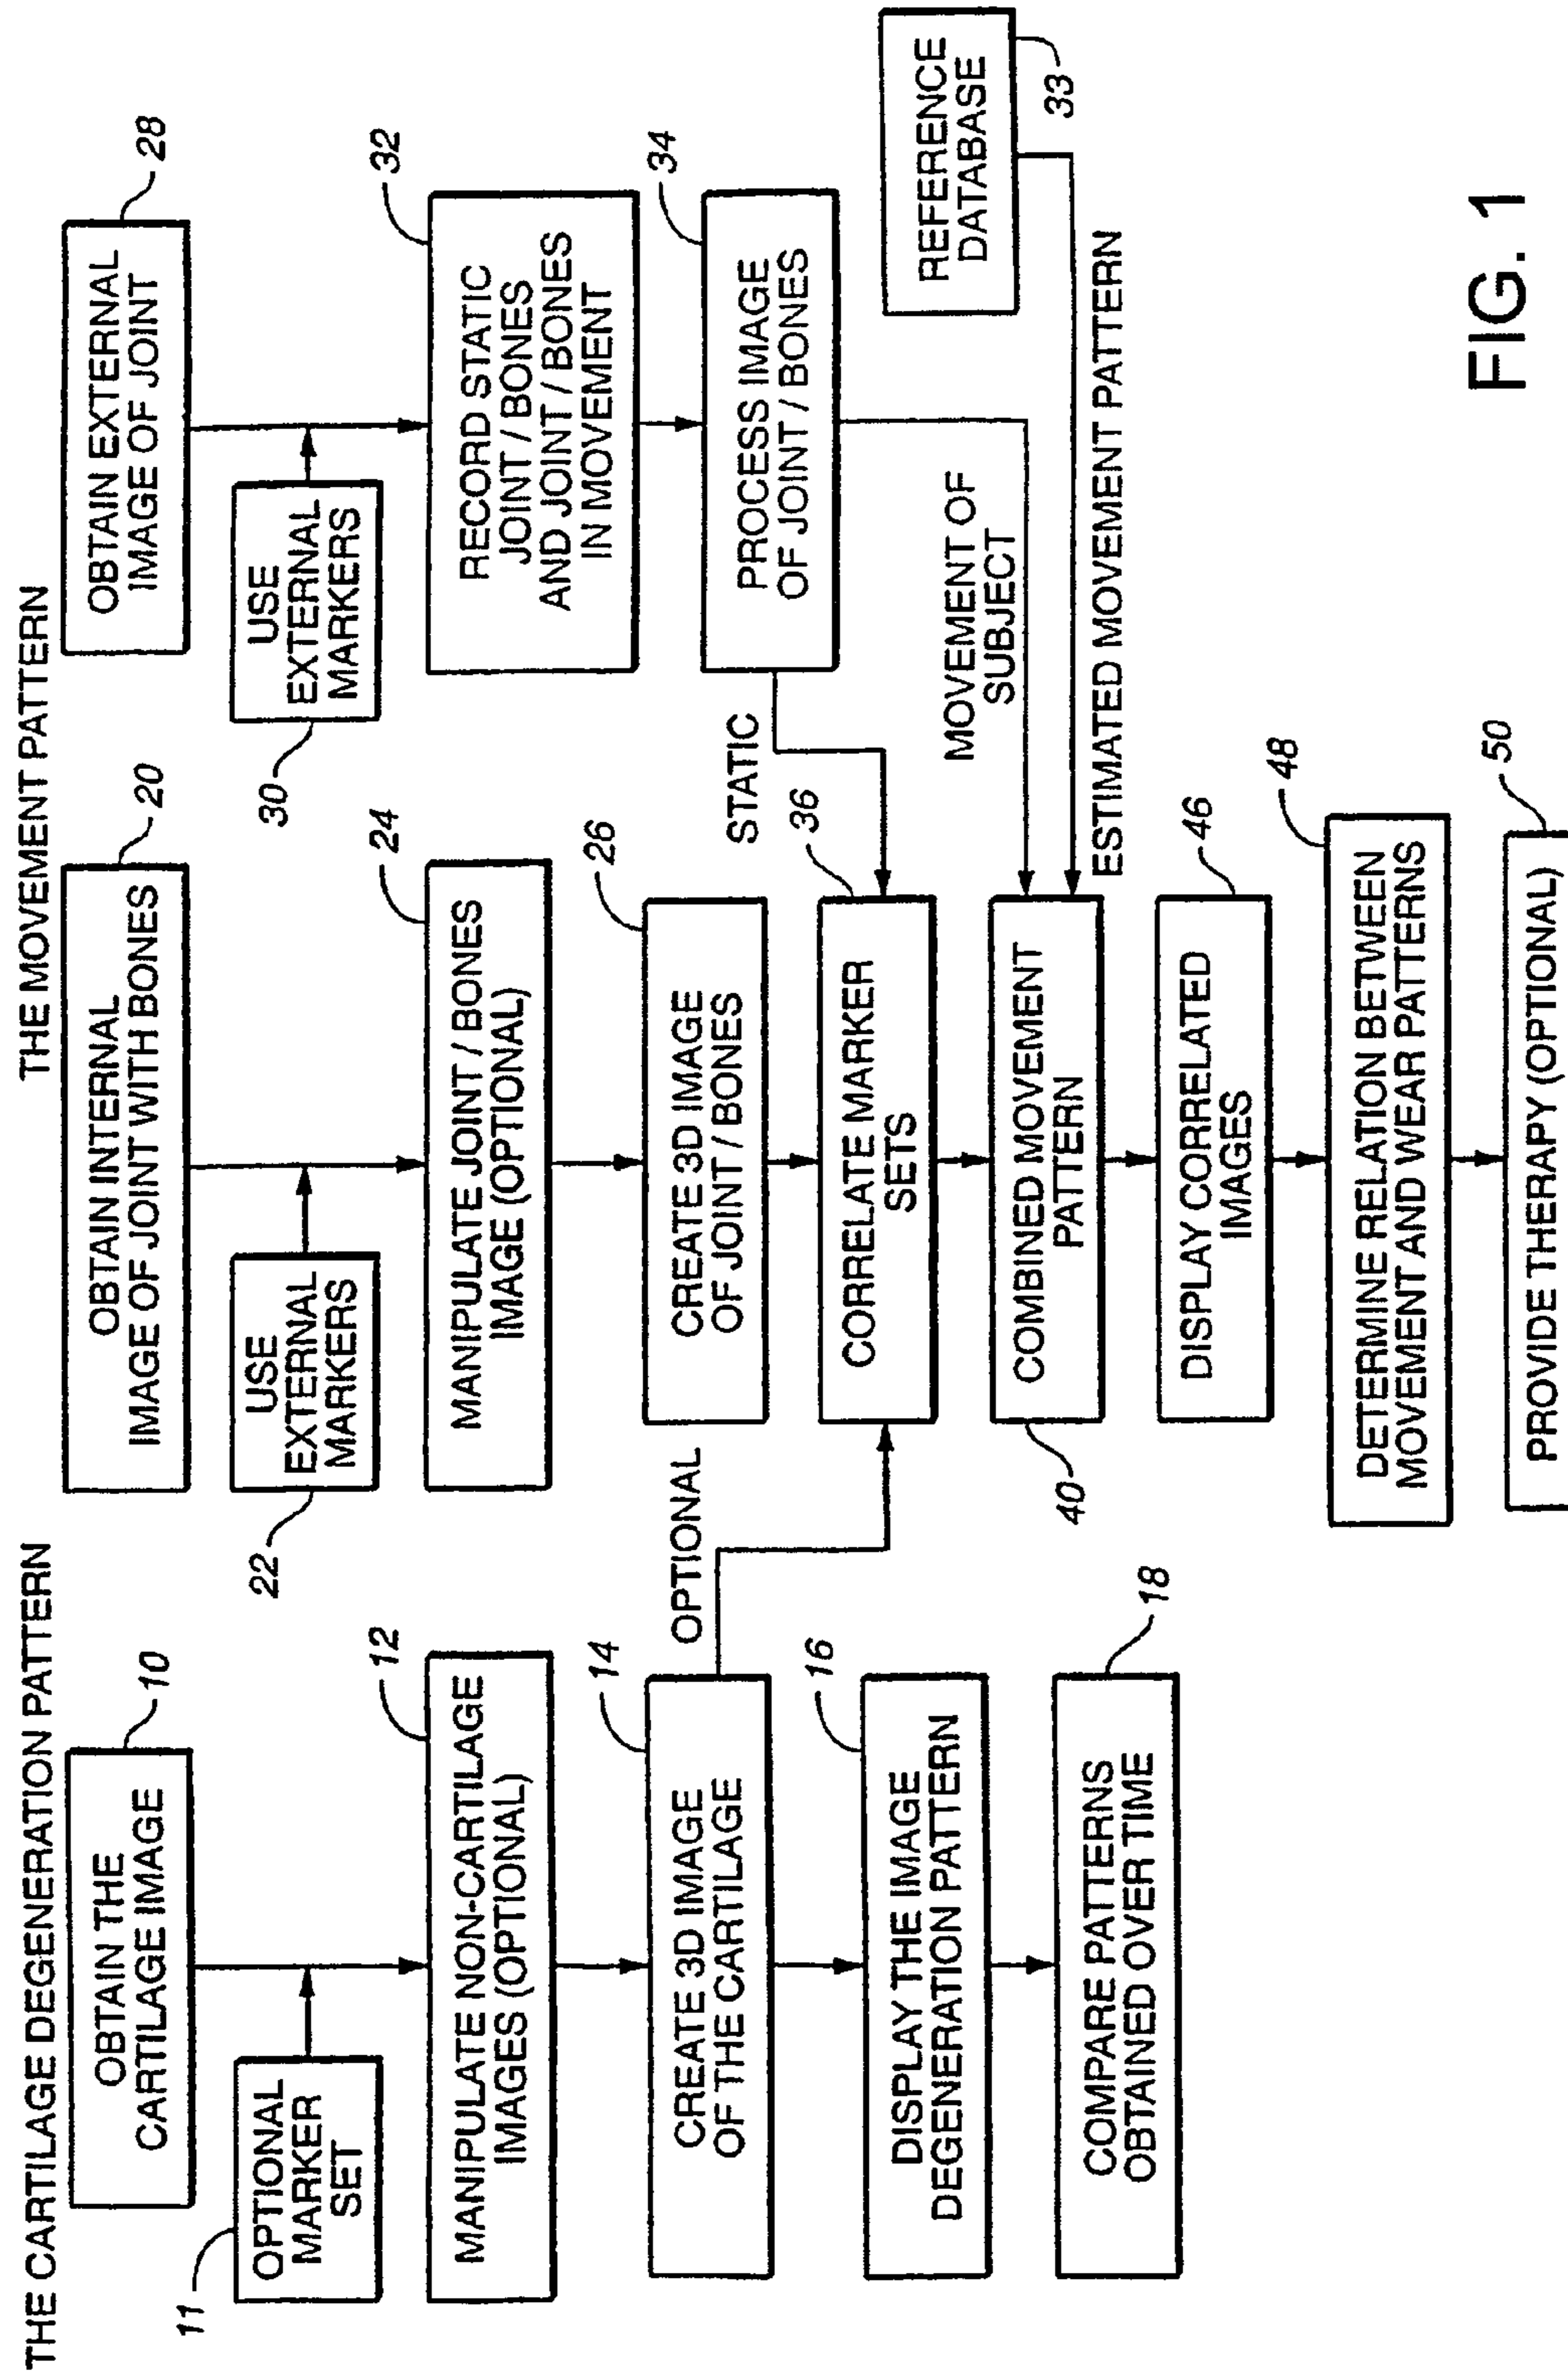 THE CARTILAGE DEGENERATION PATTERN
10
OBTAIN THE
CARTILAGE IMAGE
11
OPTIONAL
MARKER
SET
12
MANIPULATE NON-CARTILAGE
IMAGES (OPTIONAL)
14
CREATE 3D IMAGE
OF THE CARTILAGE
OPTIONAL
16
DISPLAY THE IMAGE
DEGENERATION PATTERN
18
COMPARE PATTERNS
OBTAINED OVER TIME
THE MOVEMENT PATTERN
20
OBTAIN INTERNAL
IMAGE OF JOINT WITH BONES
22
USE
EXTERNAL
MARKERS
24
MANIPULATE JOINT / BONES
IMAGE (OPTIONAL)
26
CREATE 3D IMAGE
OF JOINT / BONES
36
CORRELATE MARKER
SETS
40
COMBINED MOVEMENT
PATTERN
46
DISPLAY CORRELATED
IMAGES
48
DETERMINE RELATION BETWEEN
MOVEMENT AND WEAR PATTERNS
50
PROVIDE THERAPY (OPTIONAL)
28
OBTAIN EXTERNAL
IMAGE OF JOINT
30
USE
EXTERNAL
MARKERS
32
RECORD STATIC
JOINT / BONES
AND JOINT / BONES
IN MOVEMENT
34
PROCESS IMAGE
OF JOINT / BONES
STATIC
MOVEMENT OF
SUBJECT
REFERENCE
DATABASE
33
ESTIMATED MOVEMENT PATTERN
FIG. 1